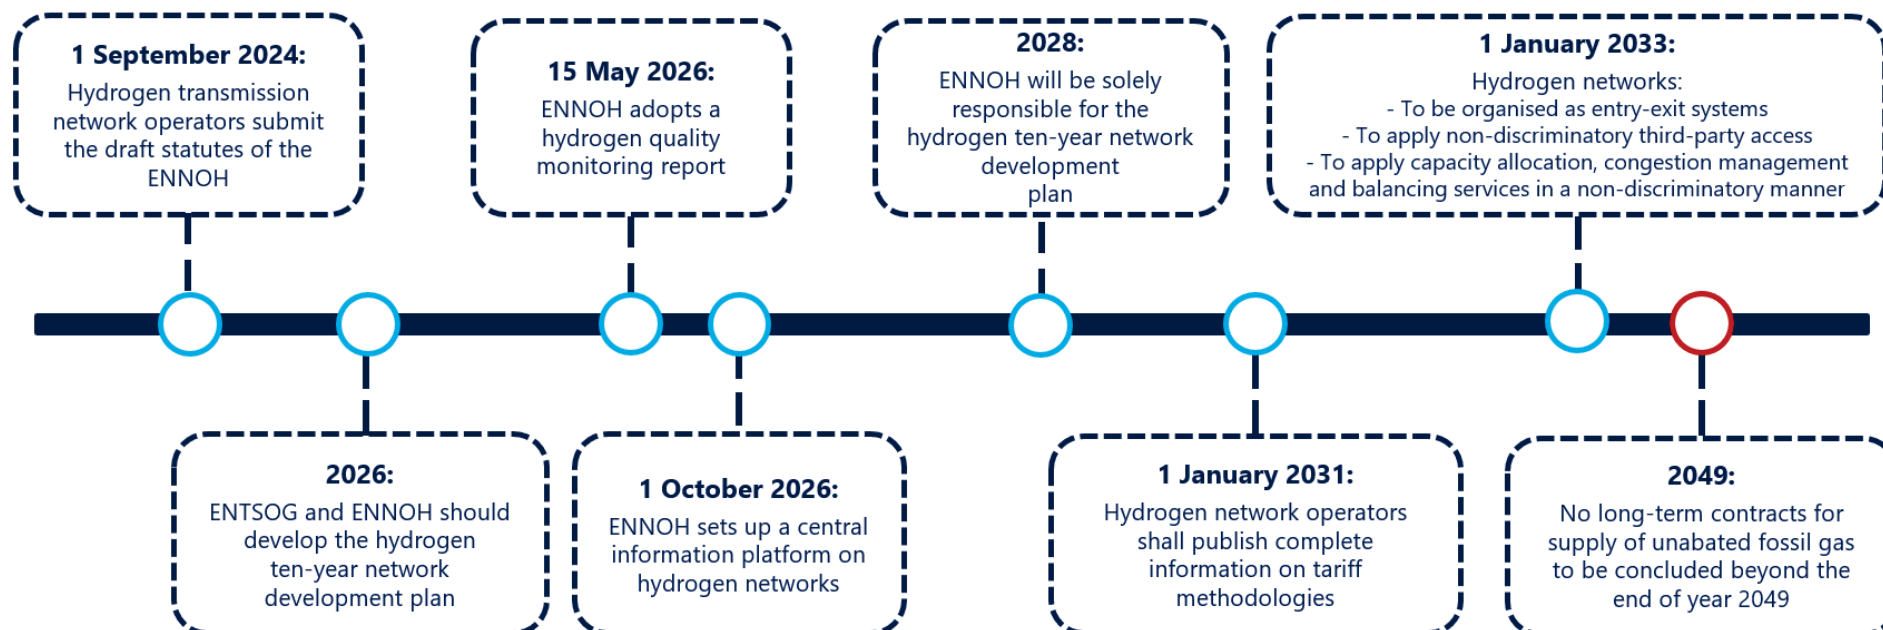 1 September 2024:
Hydrogen transmission
network operators submit
the draft statutes of the
ENNOH
15 May 2026:
ENNOH adopts a
hydrogen quality
monitoring report
2028:
ENNOH will be solely
responsible for the
hydrogen ten-year network
development
plan
1 January 2033:
Hydrogen networks:
- To be organised as entry-exit systems
- To apply non-discriminatory third-party access
- To apply capacity allocation, congestion management
and balancing services in a non-discriminatory manner
2026:
ENTSOG and ENNOH should
develop the hydrogen
ten-year network
development plan
1 October 2026:
ENNOH sets up a central
information platform on
hydrogen networks
1 January 2031:
Hydrogen network operators
shall publish complete
information on tariff
methodologies
2049:
No long-term contracts for
supply of unabated fossil gas
to be concluded beyond the
end of year 2049